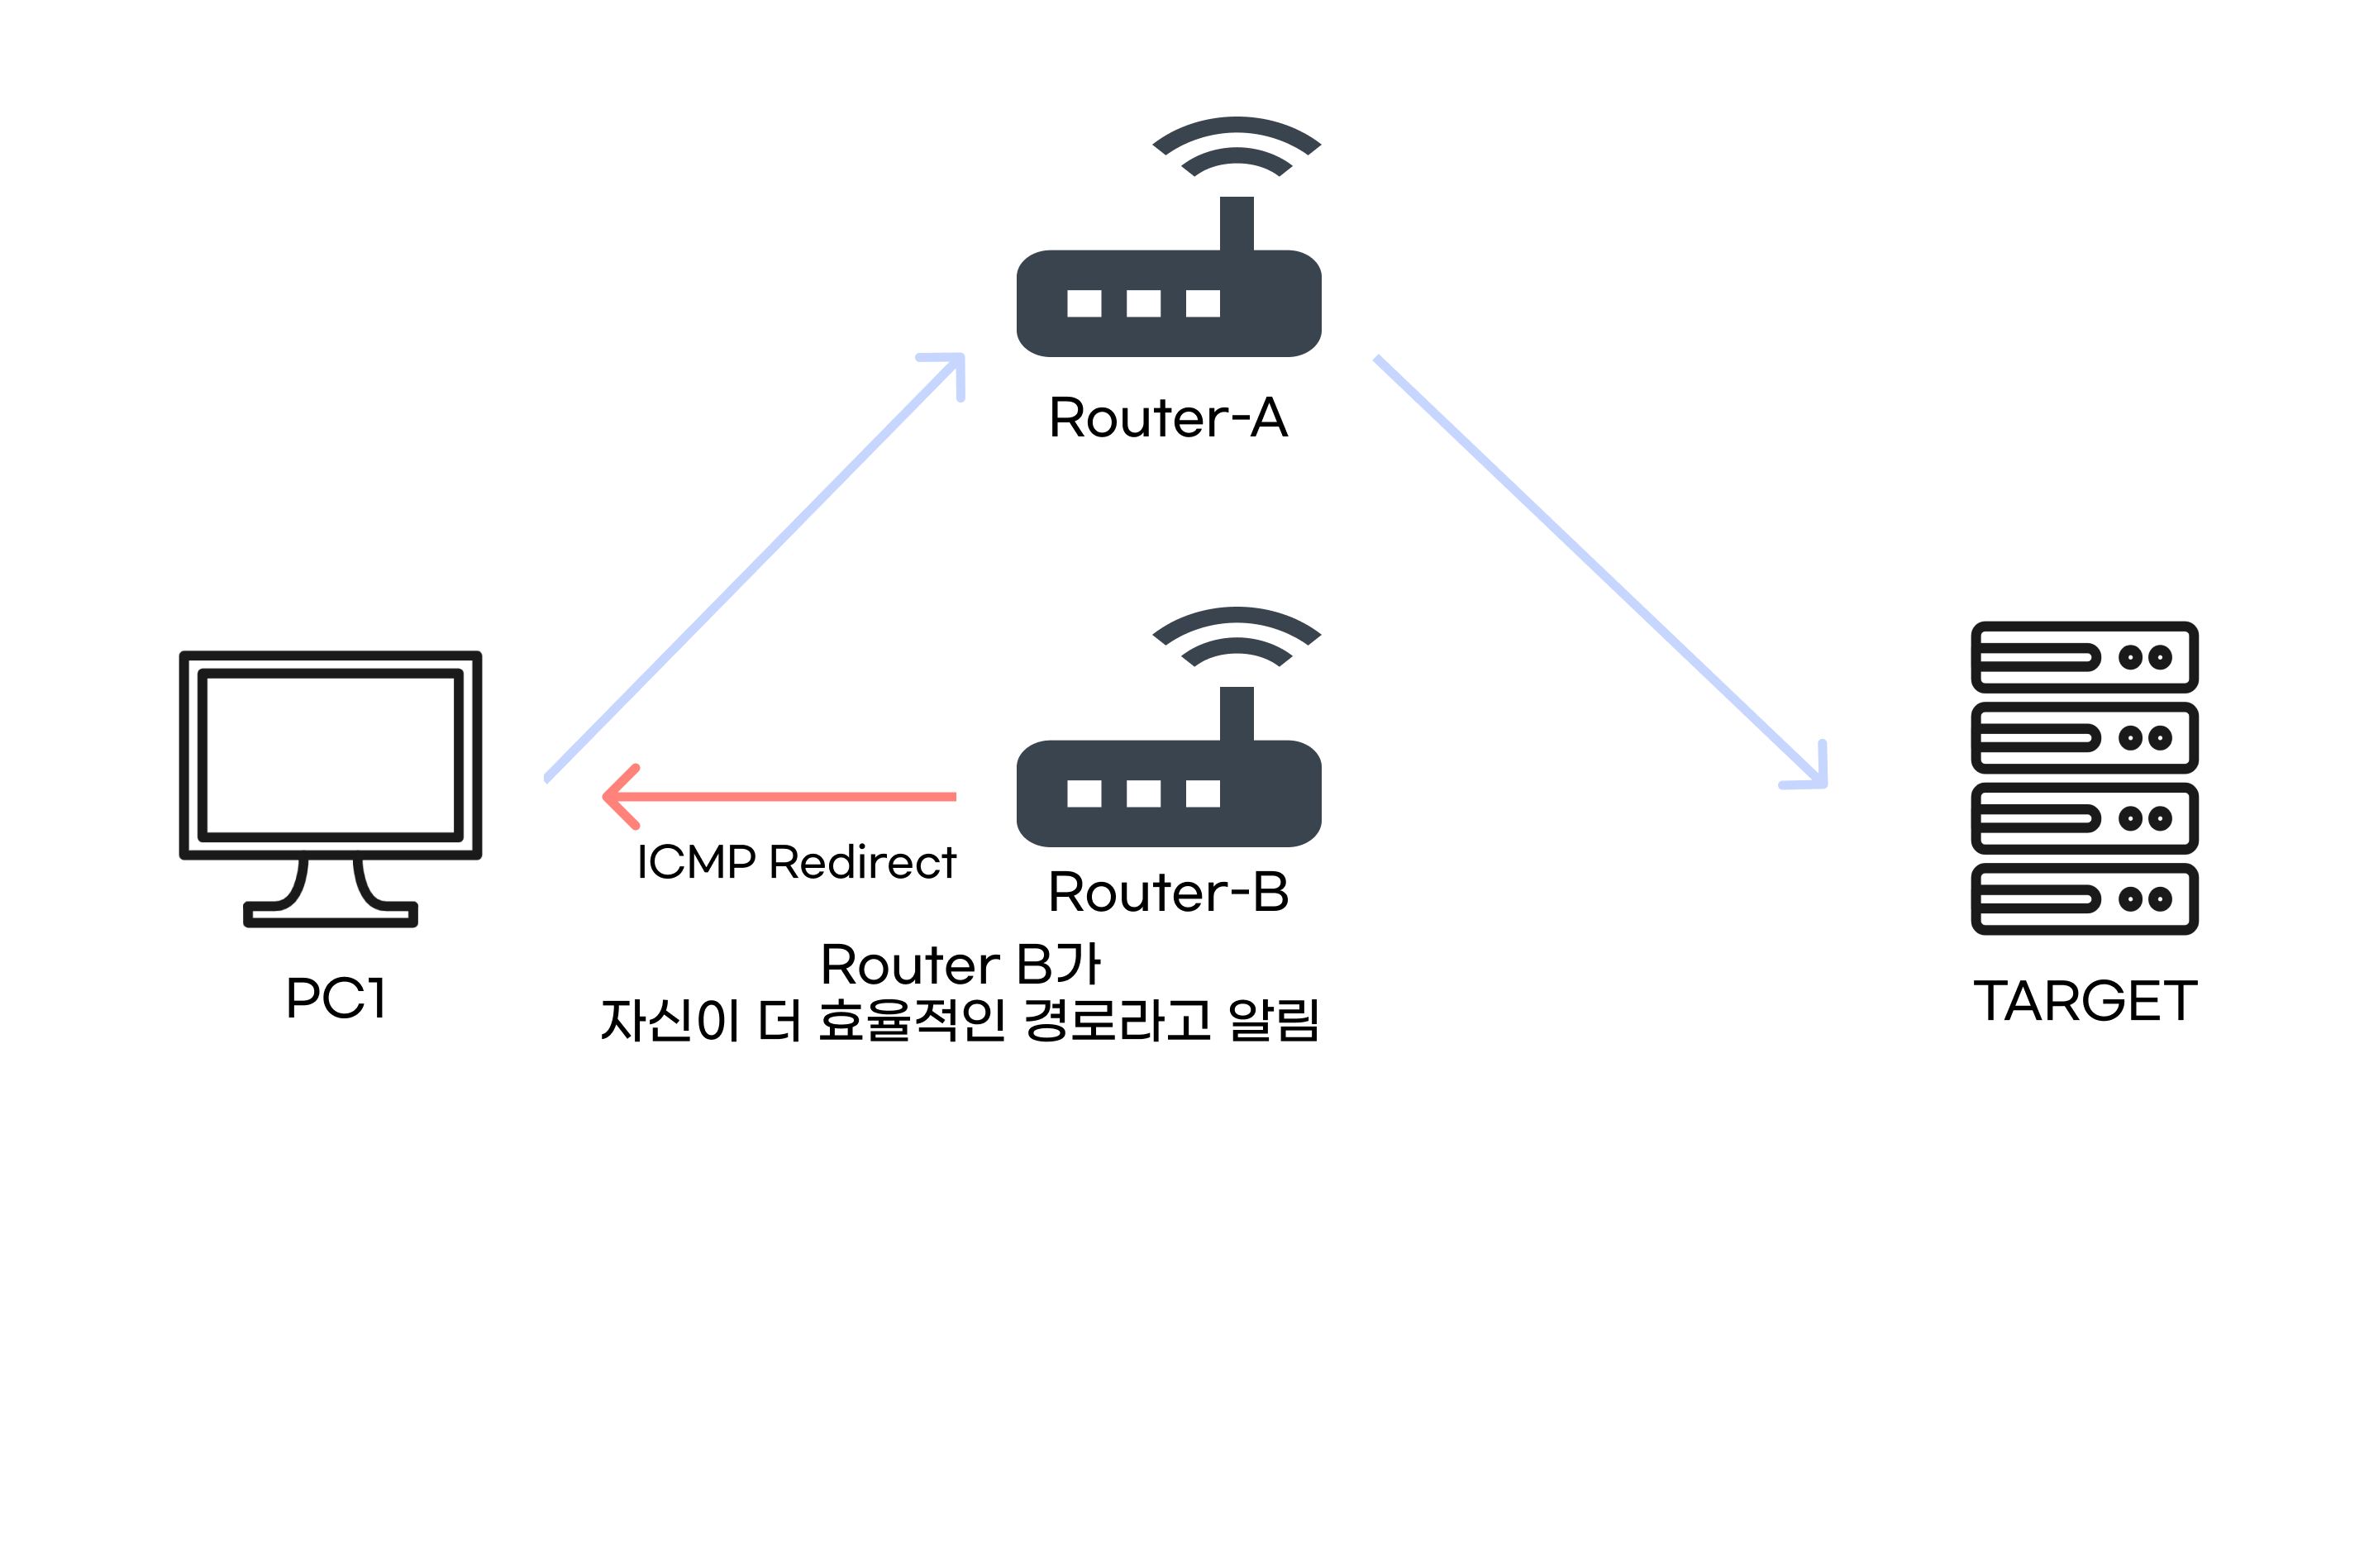 Router-A
ICMP Redirect
Router-B
Router B가
자신이 더 효율적인 경로라고 알림
PC1
TARGET